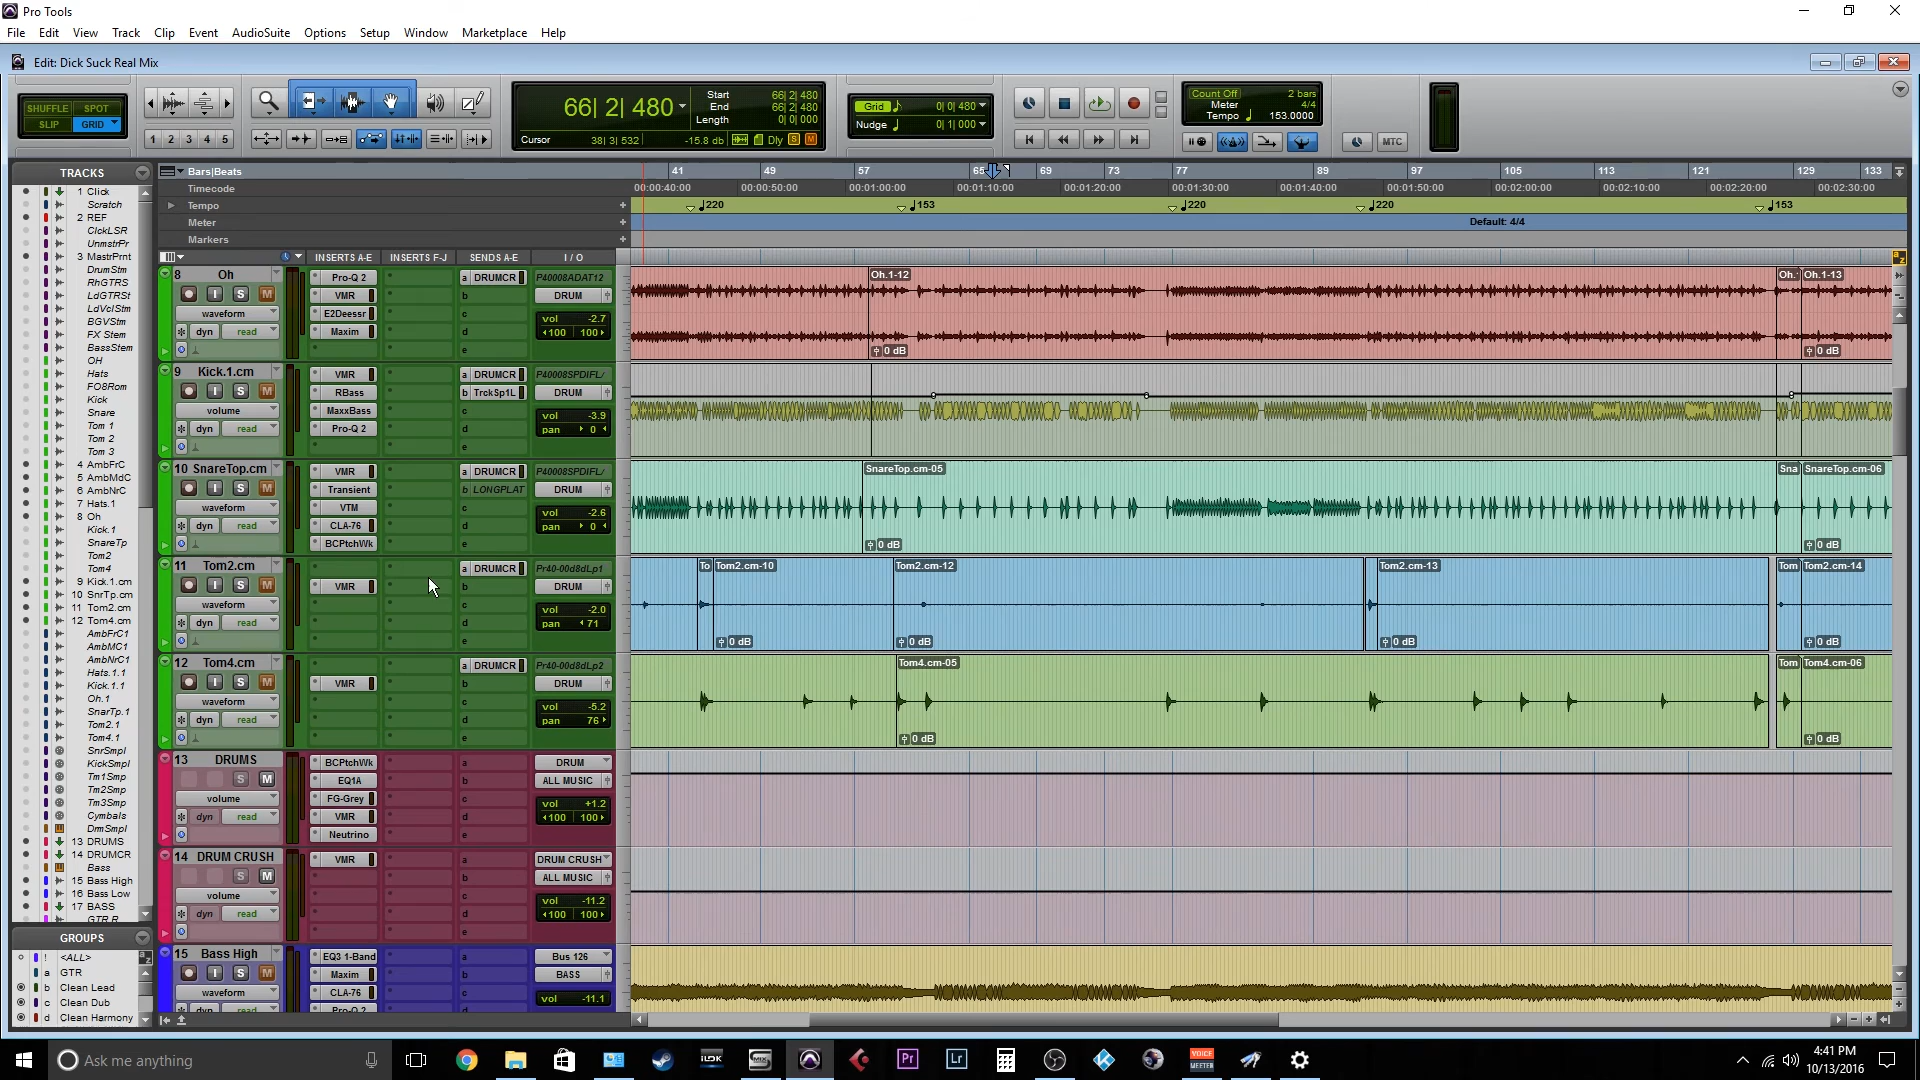 Pro Tools
File Edit View Track Clip Event AudioSuite Options Setup Window Marketplace Help
Edit: Dick Suck Real Mix
SHUFFLE SPOT
SLIP GRID
1 2 3 4 5
66| 2| 480
Start 66| 2| 480
End 66| 2| 480
Length 0| 0| 000
Cursor 38| 3| 532 -15.8 db Dly S M
Grid 0| 0| 480
Nudge 0| 1| 000
Count Off 2 bars
Meter 4/4
Tempo 153.0000
MTC
TRACKS
1 Click
Scratch
2 REF
ClckLSR
UnmstrPr
3 MastrPrnt
DrumStm
RhGTRS
LdGTRSt
LdVclStm
BGVStm
FX Stem
BassStem
OH
Hats
FO8Rom
Kick
Snare
Tom 1
Tom 2
Tom 3
4 AmbFrC
5 AmbMdC
6 AmbNrC
7 Hats.1
8 Oh
Kick.1
SnareTp
Tom2
Tom4
9 Kick.1.cm
10 SnrTp.cm
11 Tom2.cm
12 Tom4.cm
AmbFrC1
AmbMC1
AmbNrC1
Hats.1.1
Kick.1.1
Oh.1
SnarTp.1
Tom2.1
Tom4.1
SnrSmpl
KickSmpl
Tm1Smp
Tm2Smp
Tm3Smp
Cymbals
DrmSmpl
13 DRUMS
14 DRUMCR
Bass
15 Bass High
16 Bass Low
17 BASS
GTR R
GROUPS
! <ALL>
a GTR
b Clean Lead
c Clean Dub
d Clean Harmony
Bars|Beats 41 49 57 65 69 73 77 89 97 105 113 121 129 133
Timecode 00:00:40:00 00:00:50:00 00:01:00:00 00:01:10:00 00:01:20:00 00:01:30:00 00:01:40:00 00:01:50:00 00:02:00:00 00:02:10:00 00:02:20:00 00:02:30:00
Tempo 220 153 220 220 153
Meter Default: 4/4
Markers
INSERTS A-E INSERTS F-J SENDS A-E I / O
8 Oh
I S M
waveform
dyn read
Pro-Q 2
VMR
E2Deessr
Maxim
a DRUMCR
b
c
d
e
P40008ADAT12
DRUM
vol -2.7
100 100
Oh.1-12
0 dB
Oh.
Oh.1-13
0 dB
9 Kick.1.cm
I S M
volume
dyn read
VMR
RBass
MaxxBass
Pro-Q 2
a DRUMCR
b TrckSp1L
c
d
e
P40008SPDIFL/
DRUM
vol -3.9
pan 0
10 SnareTop.cm
I S M
waveform
dyn read
VMR
Transient
VTM
CLA-76
BCPtchWk
a DRUMCR
b LONGPLAT
c
d
e
P40008SPDIFL/
DRUM
vol -2.6
pan 0
SnareTop.cm-05
0 dB
Sna
SnareTop.cm-06
0 dB
11 Tom2.cm
I S M
waveform
dyn read
VMR
a DRUMCR
b
c
d
e
Pr40-00d8dLp1
DRUM
vol -2.0
pan 71
To
Tom2.cm-10
0 dB
Tom2.cm-12
0 dB
Tom2.cm-13
0 dB
Tom
Tom2.cm-14
0 dB
12 Tom4.cm
I S M
waveform
dyn read
VMR
a DRUMCR
b
c
d
e
Pr40-00d8dLp2
DRUM
vol -5.2
pan 76
Tom4.cm-05
0 dB
Tom
Tom4.cm-06
0 dB
13 DRUMS
S M
volume
dyn read
BCPtchWk
EQ1A
FG-Grey
VMR
Neutrino
a
b
c
d
e
DRUM
ALL MUSIC
vol +1.2
100 100
14 DRUM CRUSH
S M
volume
dyn read
VMR
a
b
c
d
e
DRUM CRUSH
ALL MUSIC
vol -11.2
100 100
15 Bass High
I S M
waveform
dyn read
EQ3 1-Band
Maxim
CLA-76
Pro-Q 2
a
b
c
Bus 126
BASS
vol -11.1
Ask me anything
Pr
Lr
VOICE MEETER
4:41 PM
10/13/2016